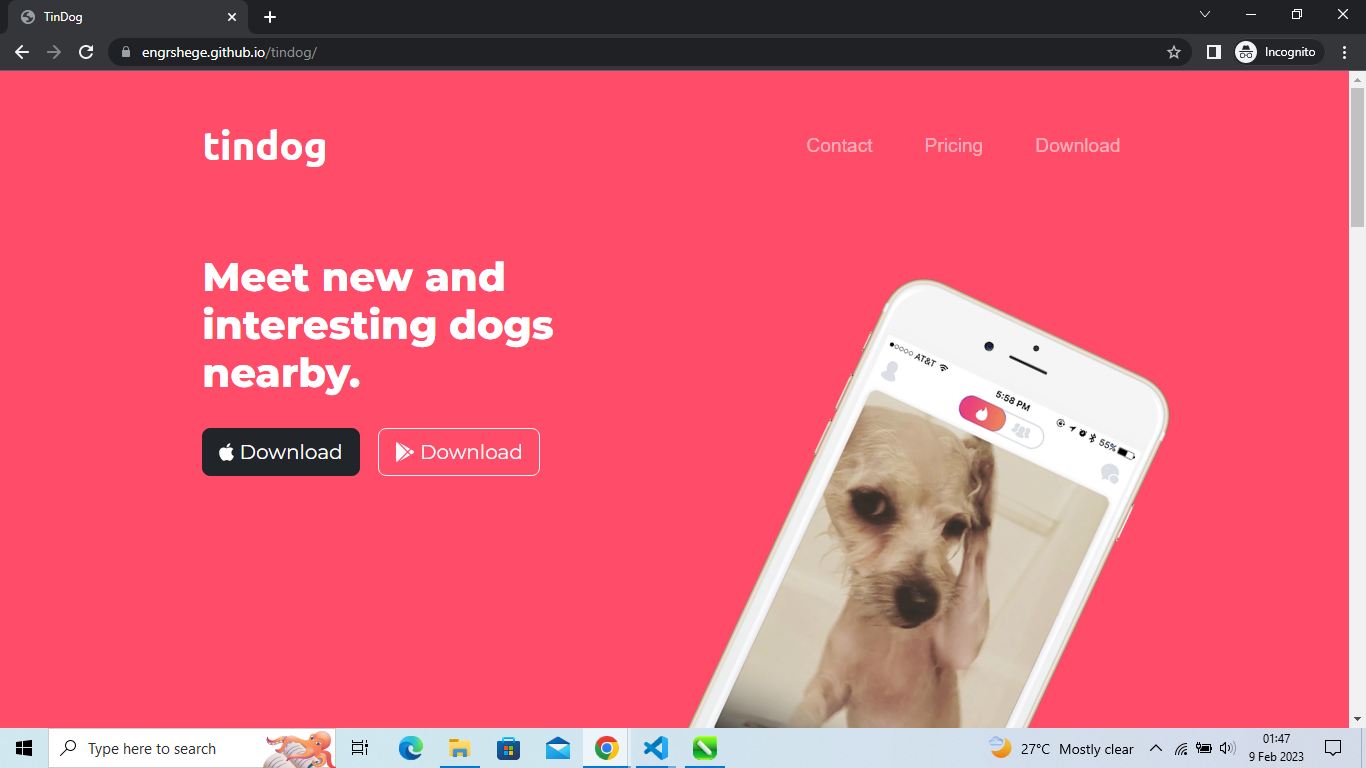 TinDog
engrshege.github.io/tindog/
Incognito
tindog
Contact
Pricing
Download
Meet new and
interesting dogs
nearby.
Download
Download
AT&T
5:58 PM
55%
Type here to search
27°C Mostly clear
01:47
9 Feb 2023